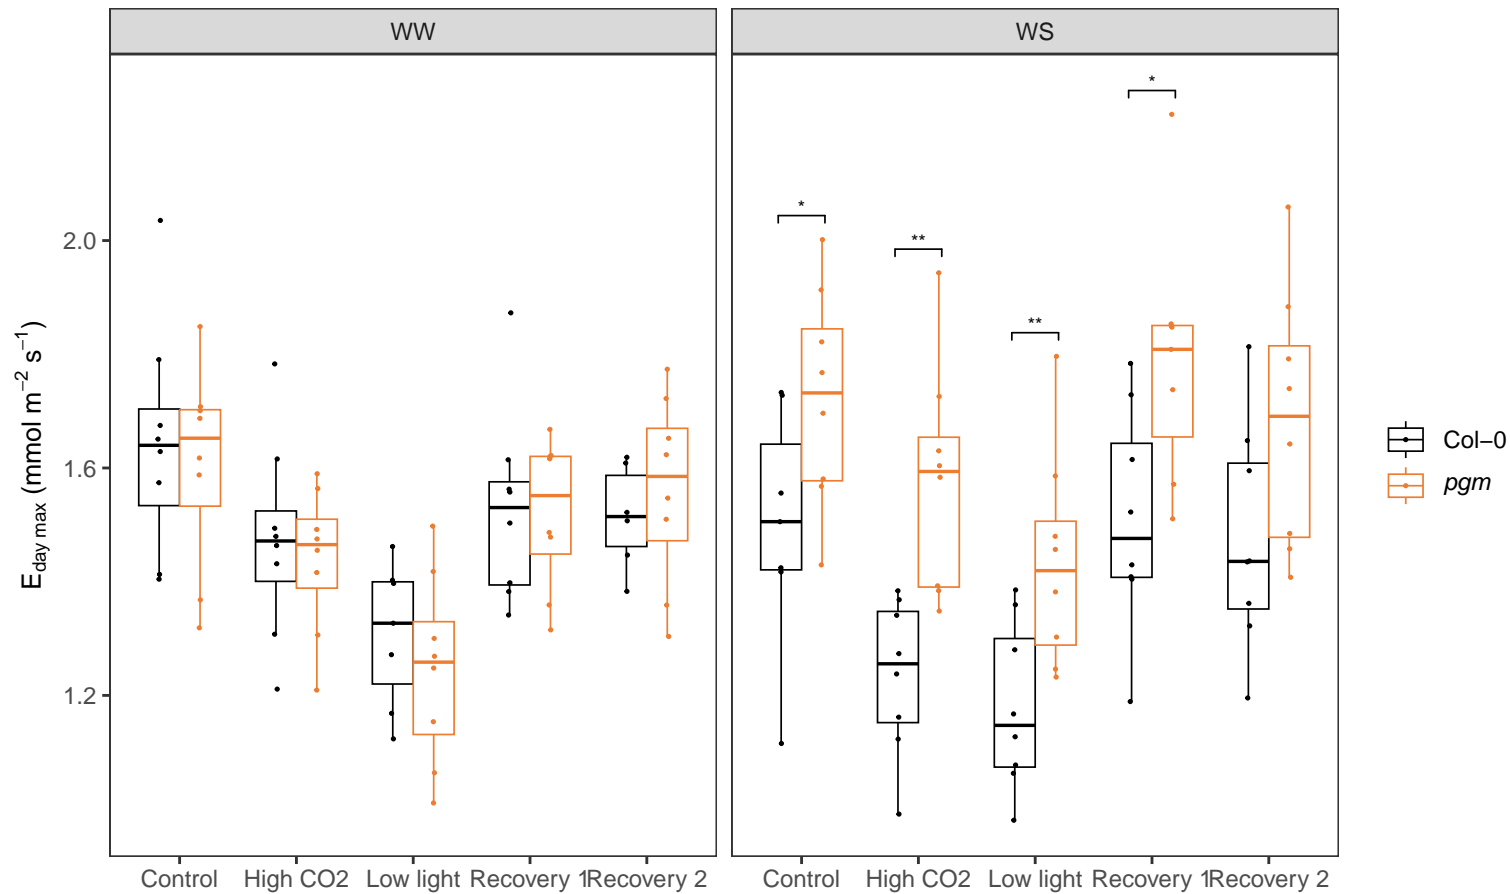 WW
WS
*
*
**
**
2.0
1.6
1.2
E day max (mmol m−2 s−1)
Control High CO2 Low light Recovery 1 Recovery 2
Control High CO2 Low light Recovery 1 Recovery 2
Col−0
pgm